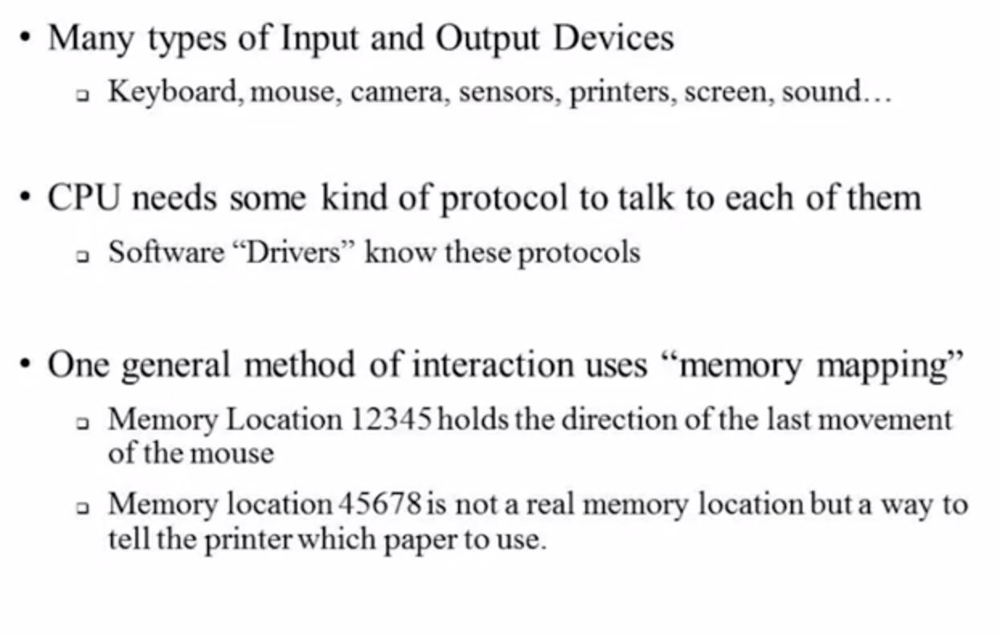 • Many types of Input and Output Devices
❑ Keyboard, mouse, camera, sensors, printers, screen, sound…
• CPU needs some kind of protocol to talk to each of them
❑ Software “Drivers” know these protocols
• One general method of interaction uses “memory mapping”
❑ Memory Location 12345 holds the direction of the last movement
of the mouse
❑ Memory location 45678 is not a real memory location but a way to
tell the printer which paper to use.